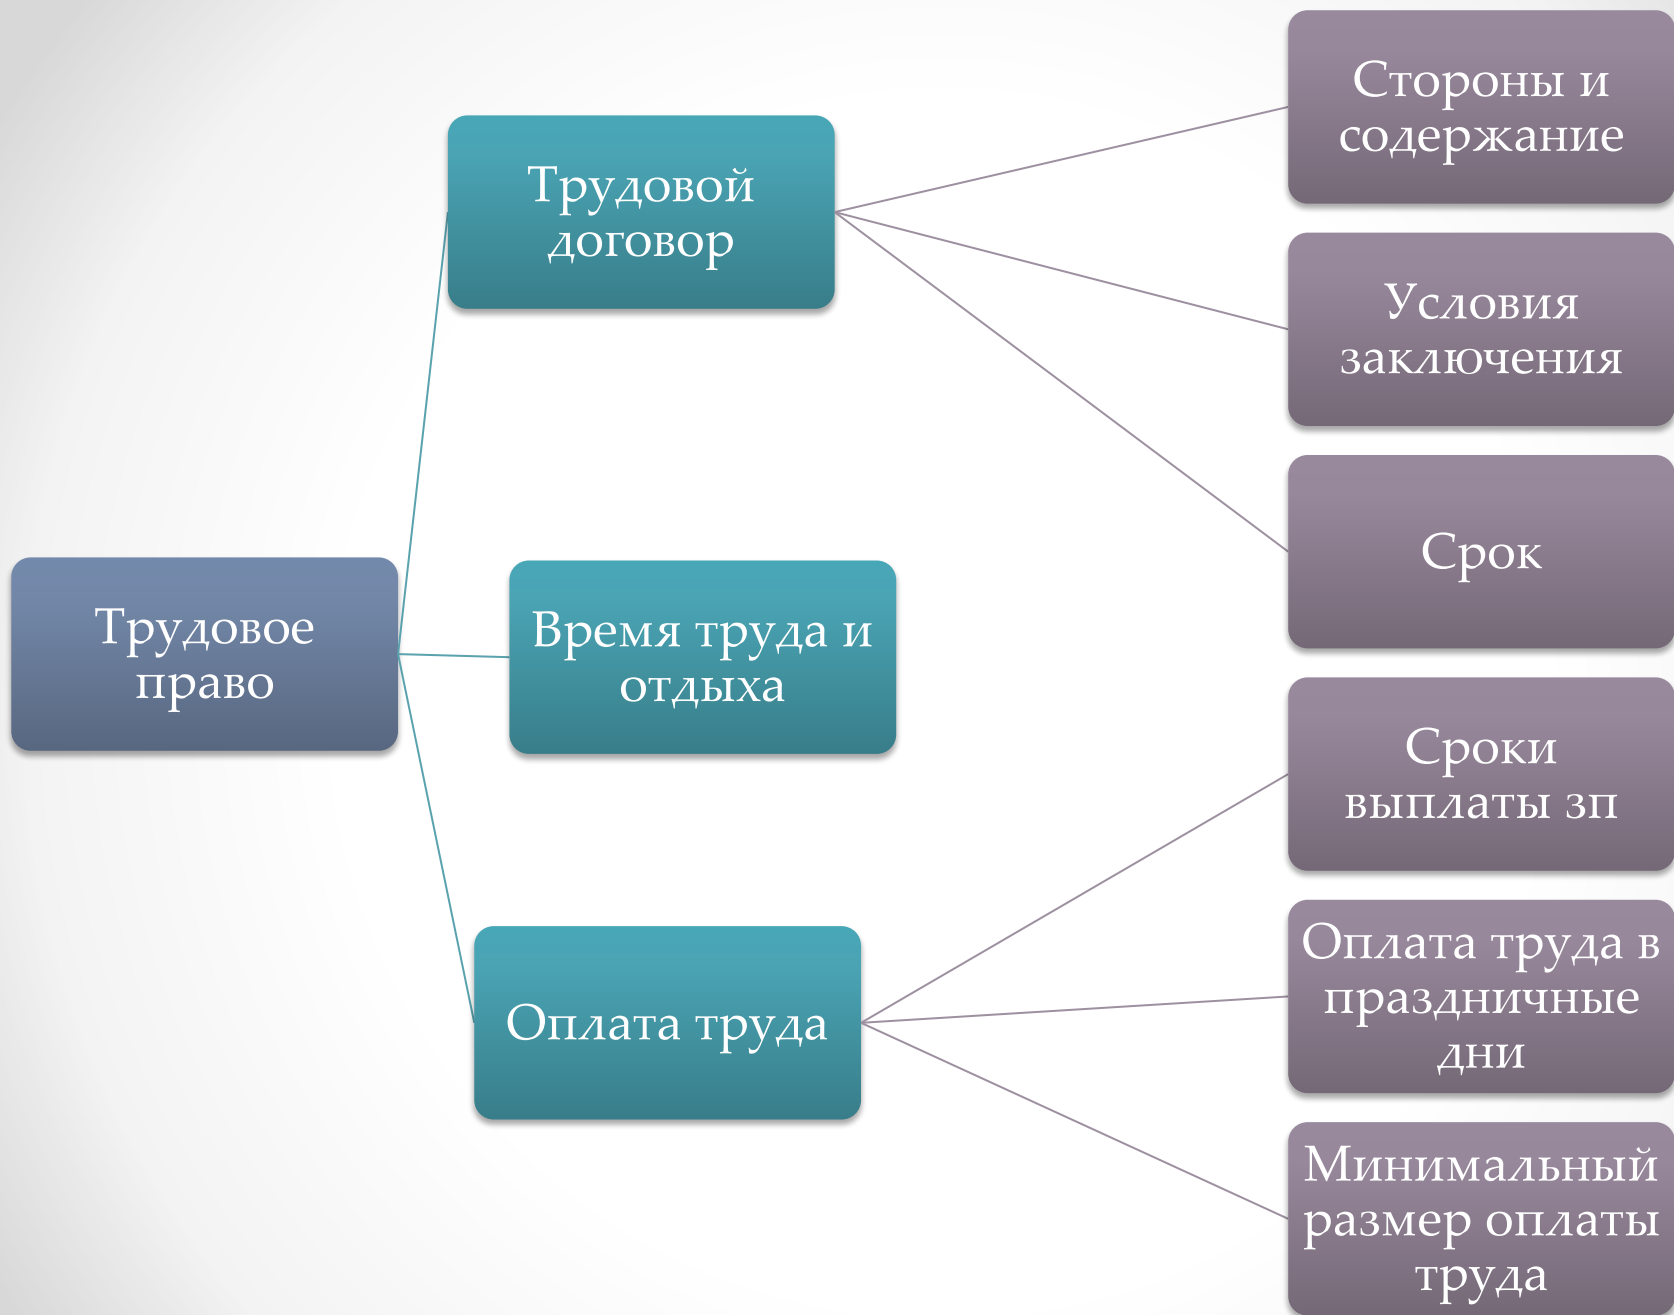 Трудовое
право
Трудовой
договор
Стороны и
содержание
Условия
заключения
Срок
Время труда и
отдыха
Оплата труда
Сроки
выплаты зп
Оплата труда в
праздничные
дни
Минимальный
размер оплаты
труда